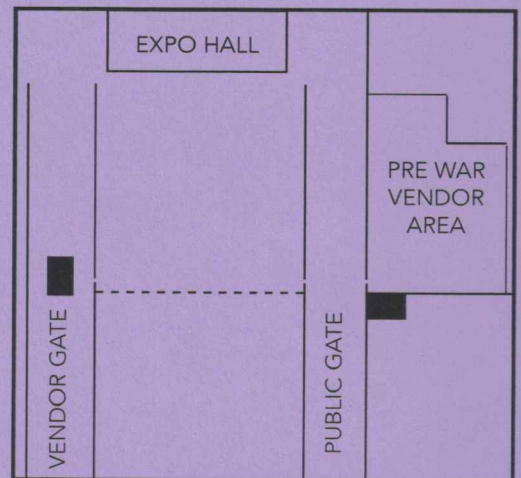 EXPO HALL
PRE WAR
VENDOR
AREA
VENDOR GATE
PUBLIC GATE